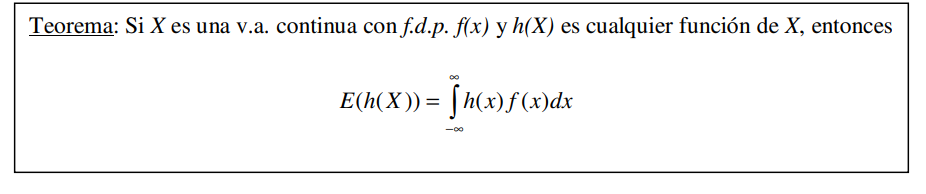 Teorema: Si X es una v.a. continua con f.d.p. f(x) y h(X) es cualquier función de X, entonces
E(h(X)) = ∫_{-∞}^{∞} h(x) f(x)dx